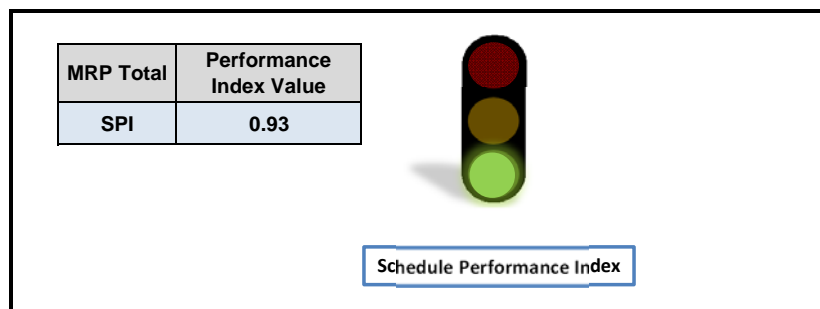 MRP Total
Performance
Index Value
SPI
0.93
Schedule Performance Index